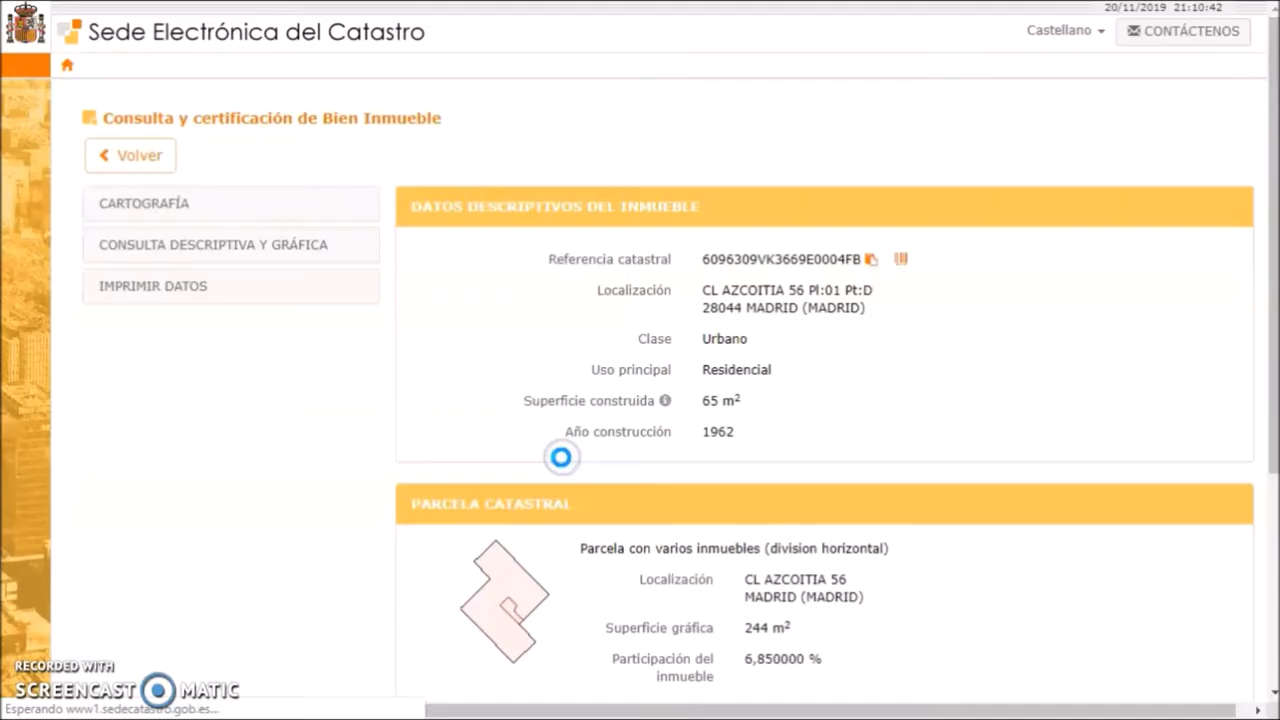 20/11/2019 21:10:42
Sede Electrónica del Catastro
Castellano
CONTÁCTENOS
Consulta y certificación de Bien Inmueble
Volver
CARTOGRAFÍA
CONSULTA DESCRIPTIVA Y GRÁFICA
IMPRIMIR DATOS
DATOS DESCRIPTIVOS DEL INMUEBLE
Referencia catastral 6096309VK3669E0004FB
Localización CL AZCOITIA 56 Pl:01 Pt:D
28044 MADRID (MADRID)
Clase Urbano
Uso principal Residencial
Superficie construida 65 m²
Año construcción 1962
PARCELA CATASTRAL
Parcela con varios inmuebles (division horizontal)
Localización CL AZCOITIA 56
MADRID (MADRID)
Superficie gráfica 244 m²
Participación del 6,850000 %
inmueble
RECORDED WITH
SCREENCAST MATIC
Esperando www1.sedecatastro.gob.es...